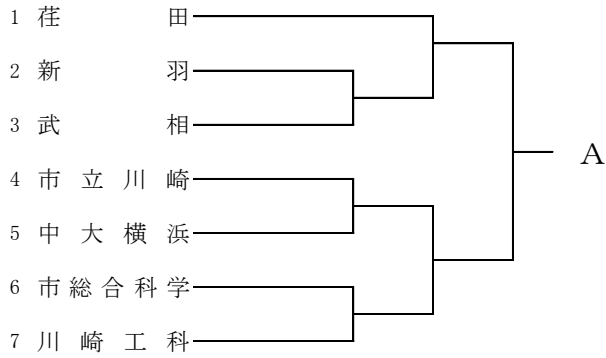 1 荏田
2 新羽
3 武相
4 市立川崎
5 中大横浜
6 市総合科学
7 川崎工科
A